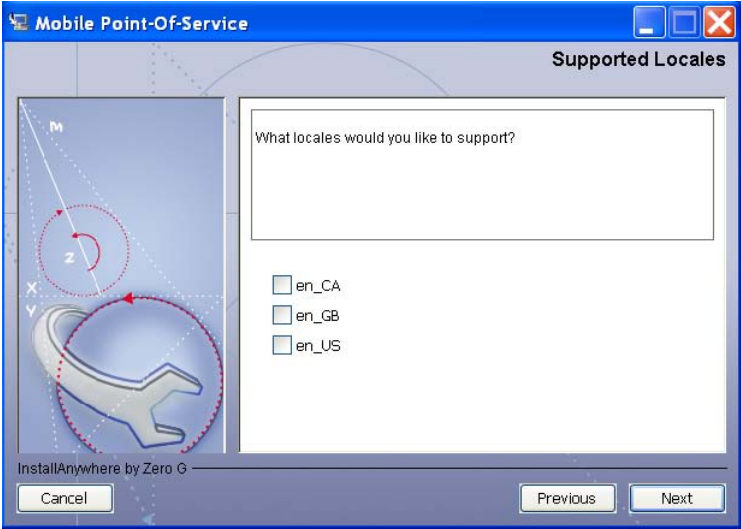 Mobile Point-Of-Service
Supported Locales
M
Z
X
Y
What locales would you like to support?
en_CA
en_GB
en_US
InstallAnywhere by Zero G
Cancel
Previous
Next